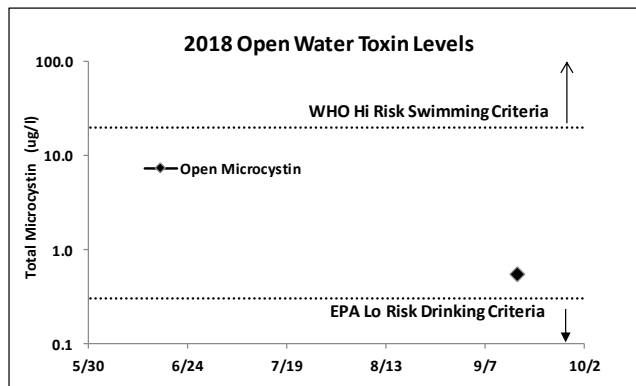 2018 Open Water Toxin Levels
100.0
WHO Hi Risk Swimming Criteria
10.0
Open Microcystin
1.0
EPA Lo Risk Drinking Criteria
0.1
Total Microcystin (ug/l)
5/30 6/24 7/19 8/13 9/7 10/2